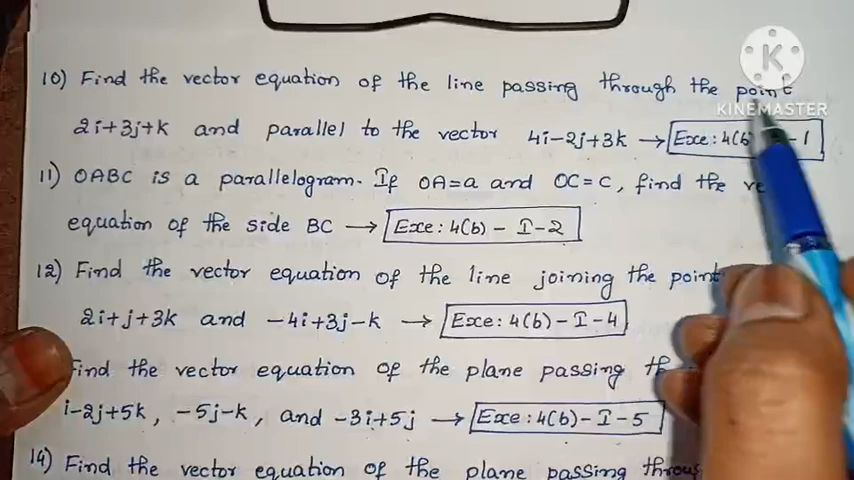 K
KINEMASTER
10) Find the vector equation of the line passing through the point
2i+3j+k and parallel to the vector 4i-2j+3k → Exe: 4(b) -1
11) OABC is a parallelogram. If OA=a and OC=c, find the
equation of the side BC → Exe: 4(b) - I-2
12) Find the vector equation of the line joining the
2i+j+3k and -4i+3j-k → Exe: 4(b)-I-4
Find the vector equation of the plane passing
i-2j+5k, -5j-k, and -3i+5j → Exe: 4(b)-I-5
14) Find the vector equation of the plane passing